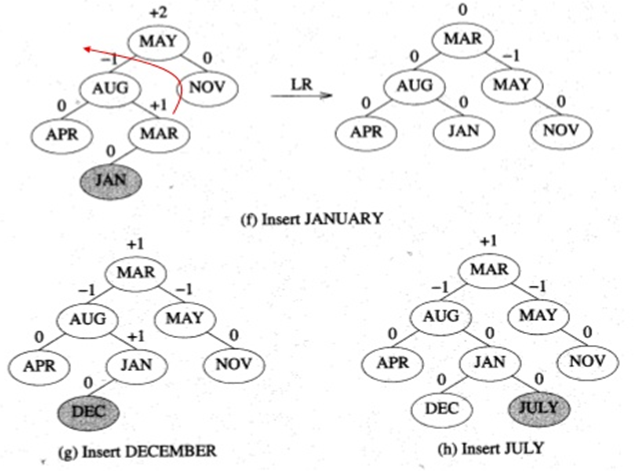 +2
MAY
-1 0
AUG NOV
0 +1
APR MAR
0
JAN
LR
0
MAR
0 -1
AUG MAY
0 0 0
APR JAN NOV
(f) Insert JANUARY
+1
MAR
-1 -1
AUG MAY
0 +1 0
APR JAN NOV
0
DEC
(g) Insert DECEMBER
+1
MAR
-1 -1
AUG MAY
0 0 0
APR JAN NOV
0 0
DEC JULY
(h) Insert JULY